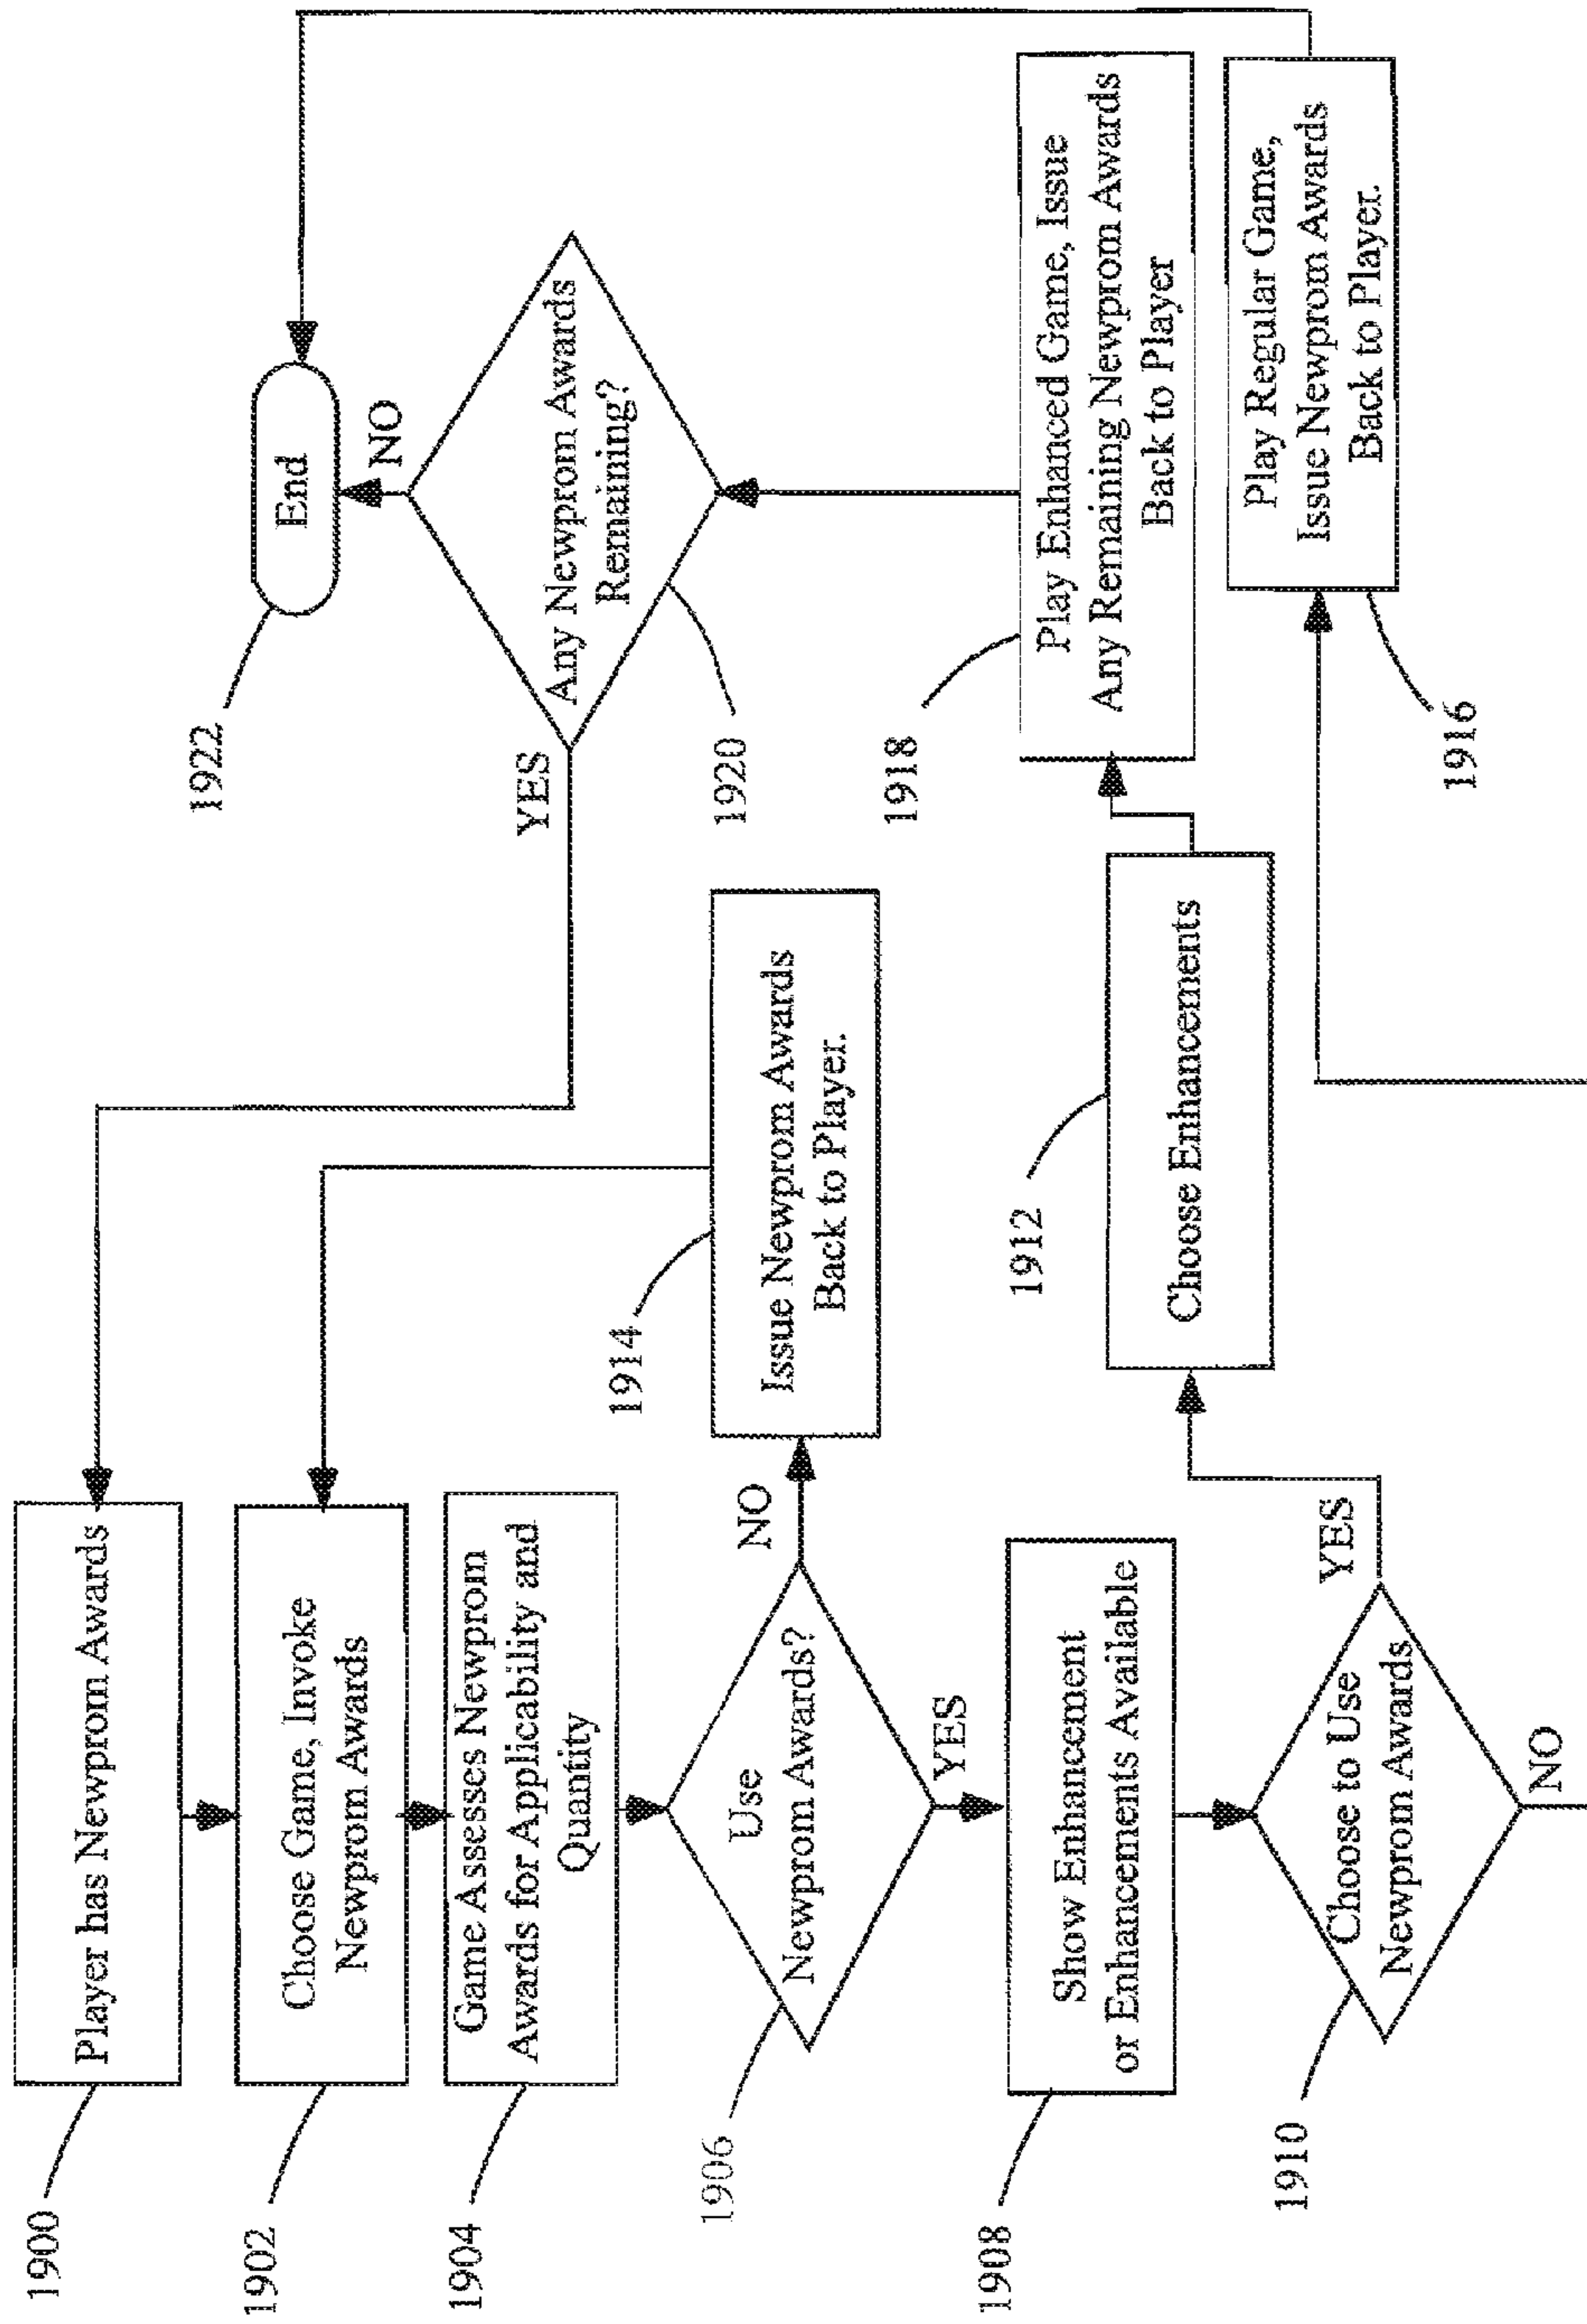 1900
Player has Newprom Awards
1902
Choose Game, Invoke
Newprom Awards
1904
Game Assesses Newprom
Awards for Applicability and
Quantity
1906
Use
Newprom Awards?
NO
YES
1914
Issue Newprom Awards
Back to Player.
1908
Show Enhancement
or Enhancements Available
1910
Choose to Use
Newprom Awards
YES
NO
1912
Choose Enhancements
1922
End
NO
YES
Any Newprom Awards
Remaining?
1920
1918
Play Enhanced Game, Issue
Any Remaining Newprom Awards
Back to Player
Play Regular Game,
Issue Newprom Awards
Back to Player.
1916